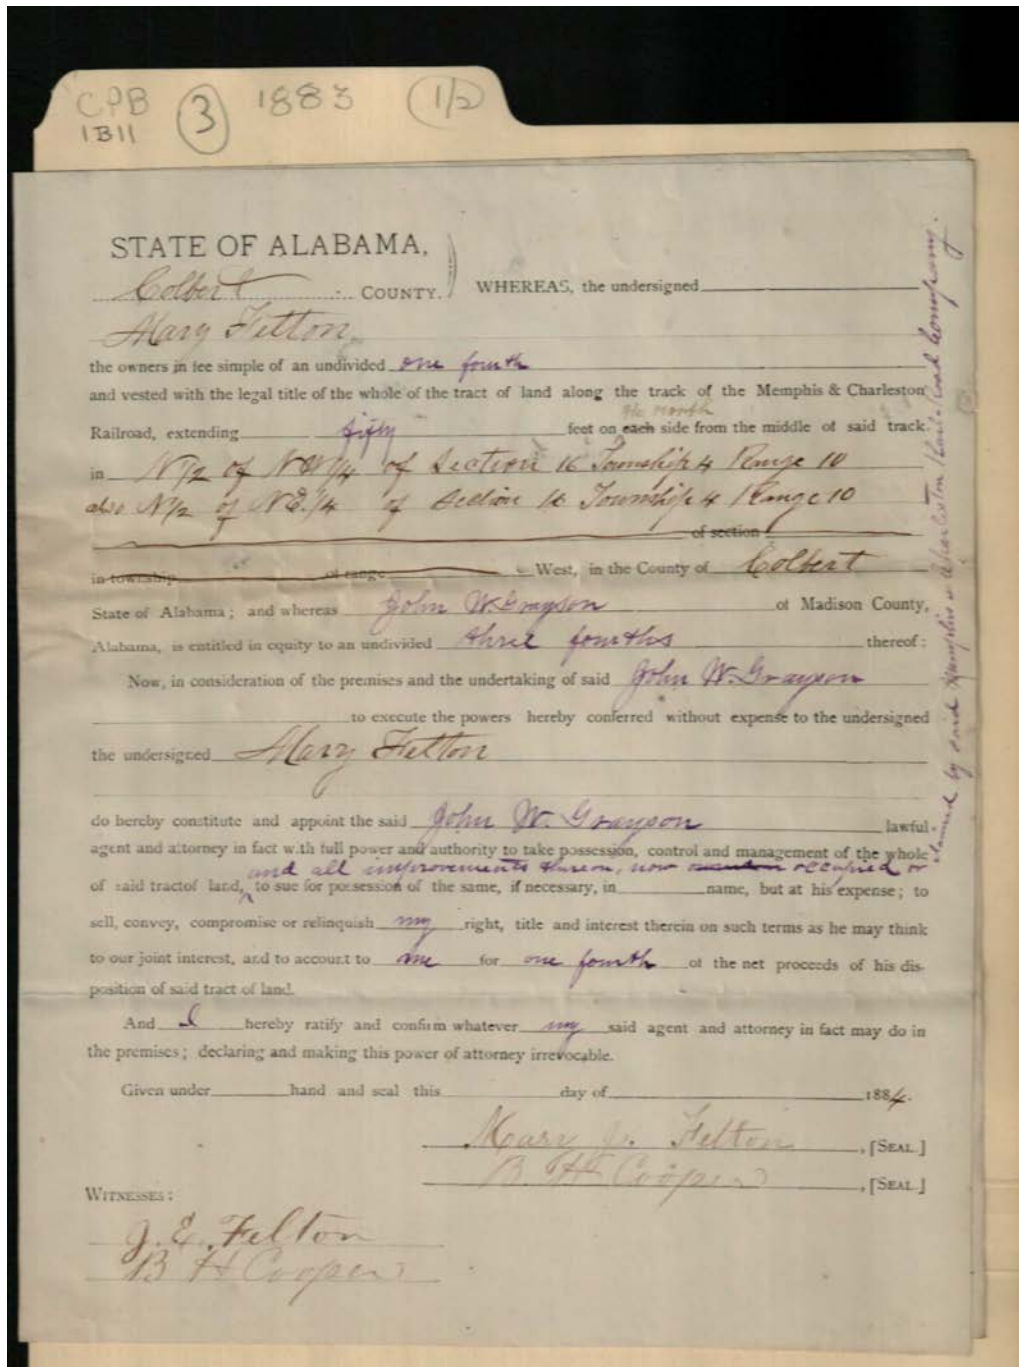 CPB 3 1883 (1/2)
1B11
STATE OF ALABAMA,
Colbert COUNTY. WHEREAS, the undersigned
Mary Felton
the owners in fee simple of an undivided one fourth
and vested with the legal title of the whole of the tract of land along the track of the Memphis & Charleston
the north
Railroad, extending fifty feet on each side from the middle of said track.
in N 1/2 of NW 1/4 of Section 16 Township 4 Range 10
also N 1/2 of NE. 1/4 of Section 16 Township 4 Range 10
of section
in township of range West, in the County of Colbert
State of Alabama; and whereas John W. Grayson of Madison County,
Alabama, is entitled in equity to an undivided three fourths thereof:
Now, in consideration of the premises and the undertaking of said John W. Grayson
to execute the powers hereby conferred without expense to the undersigned
the undersigned Mary Felton
do hereby constitute and appoint the said John W. Grayson lawful
agent and attorney in fact with full power and authority to take possession, control and management of the whole
and all improvements thereon, now occupied or
of said tract of land, to sue for possession of the same, if necessary, in name, but at his expense; to
claimed by said Memphis & Charleston Rail-Road Company.
sell, convey, compromise or relinquish my right, title and interest therein on such terms as he may think
to our joint interest, and to account to me for one fourth of the net proceeds of his dis-
position of said tract of land.
And I hereby ratify and confirm whatever my said agent and attorney in fact may do in
the premises; declaring and making this power of attorney irrevocable.
Given under hand and seal this day of 1884.
Mary J. Felton, [SEAL.]
B. H. Cooper, [SEAL.]
WITNESSES:
J. E. Felton
B H Cooper